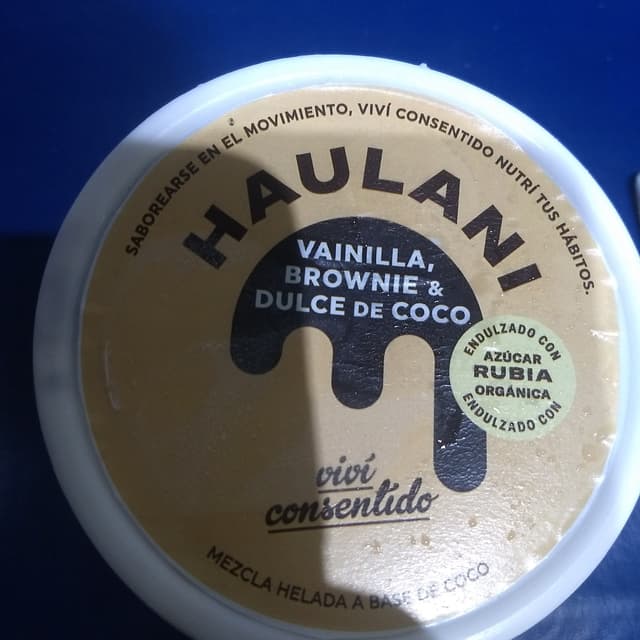 SABOREARSE EN EL MOVIMIENTO, VIVÍ CONSENTIDO NUTRÍ TUS HÁBITOS.
HAULANI
VAINILLA,
BROWNIE &
DULCE DE COCO
ENDULZADO CON
AZÚCAR
RUBIA
ORGÁNICA
ENDULZADO CON
viví
consentido
MEZCLA HELADA A BASE DE COCO